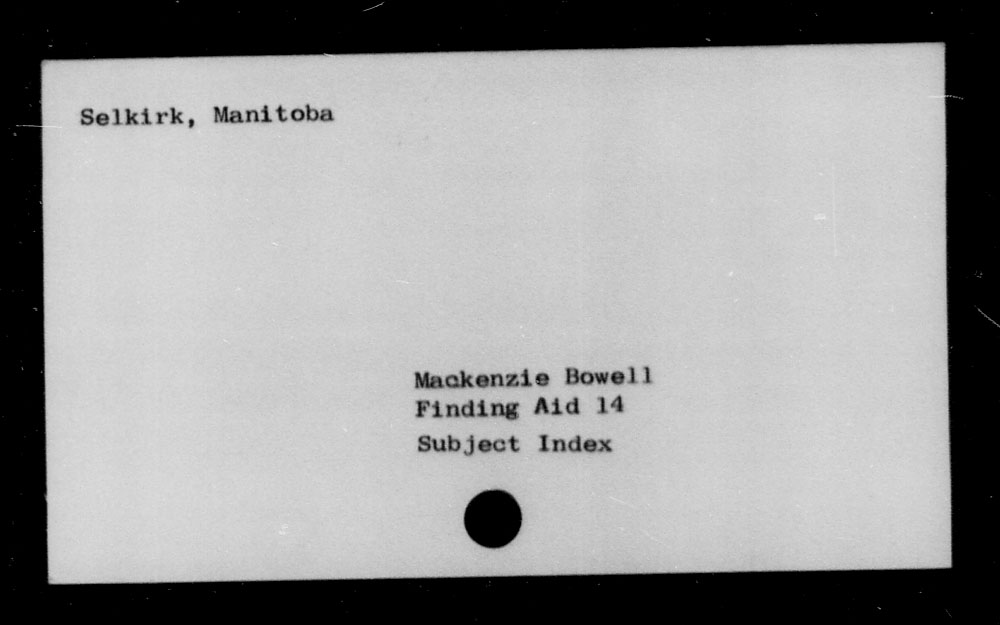 Selkirk, Manitoba
Mackenzie Bowell
Finding Aid 14
Subject Index